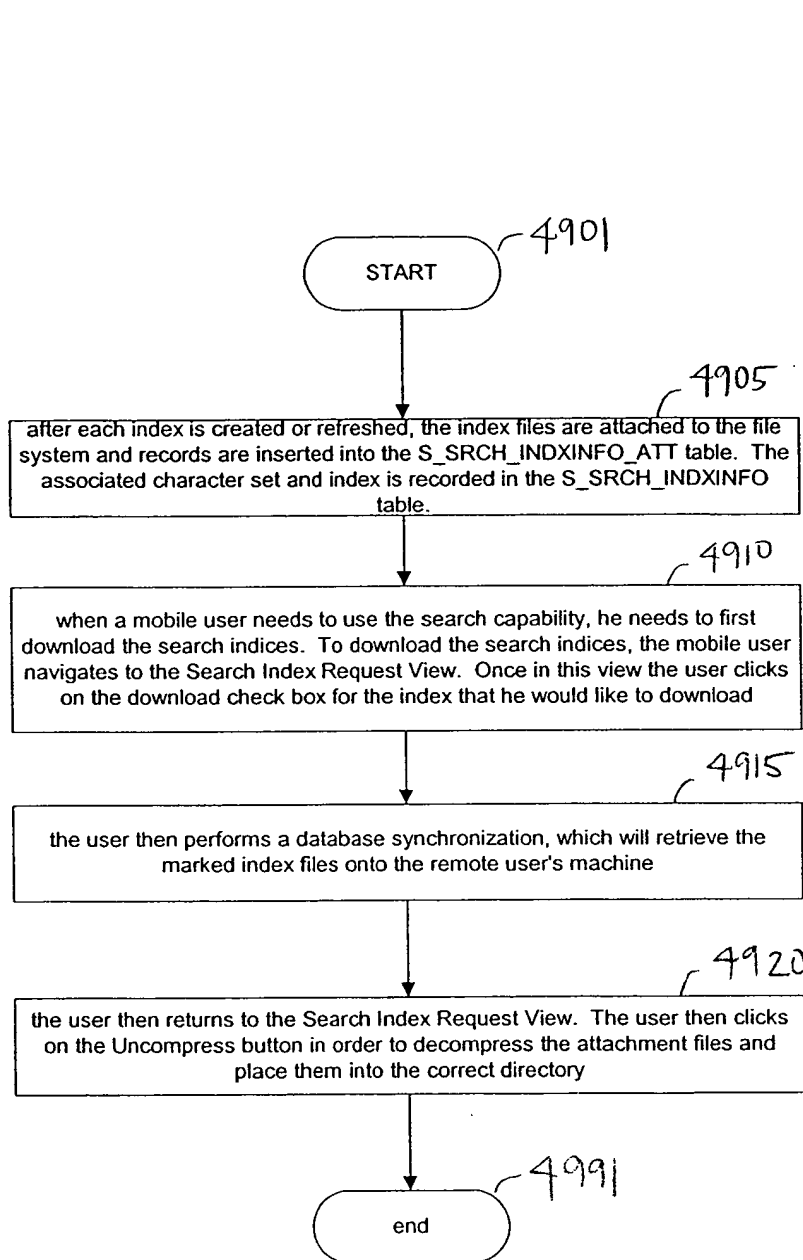 4901
START
4905
after each index is created or refreshed, the index files are attached to the file
system and records are inserted into the S_SRCH_INDXINFO_ATT table. The
associated character set and index is recorded in the S_SRCH_INDXINFO
table.
4910
when a mobile user needs to use the search capability, he needs to first
download the search indices. To download the search indices, the mobile user
navigates to the Search Index Request View. Once in this view the user clicks
on the download check box for the index that he would like to download
4915
the user then performs a database synchronization, which will retrieve the
marked index files onto the remote user's machine
4920
the user then returns to the Search Index Request View. The user then clicks
on the Uncompress button in order to decompress the attachment files and
place them into the correct directory
4991
end